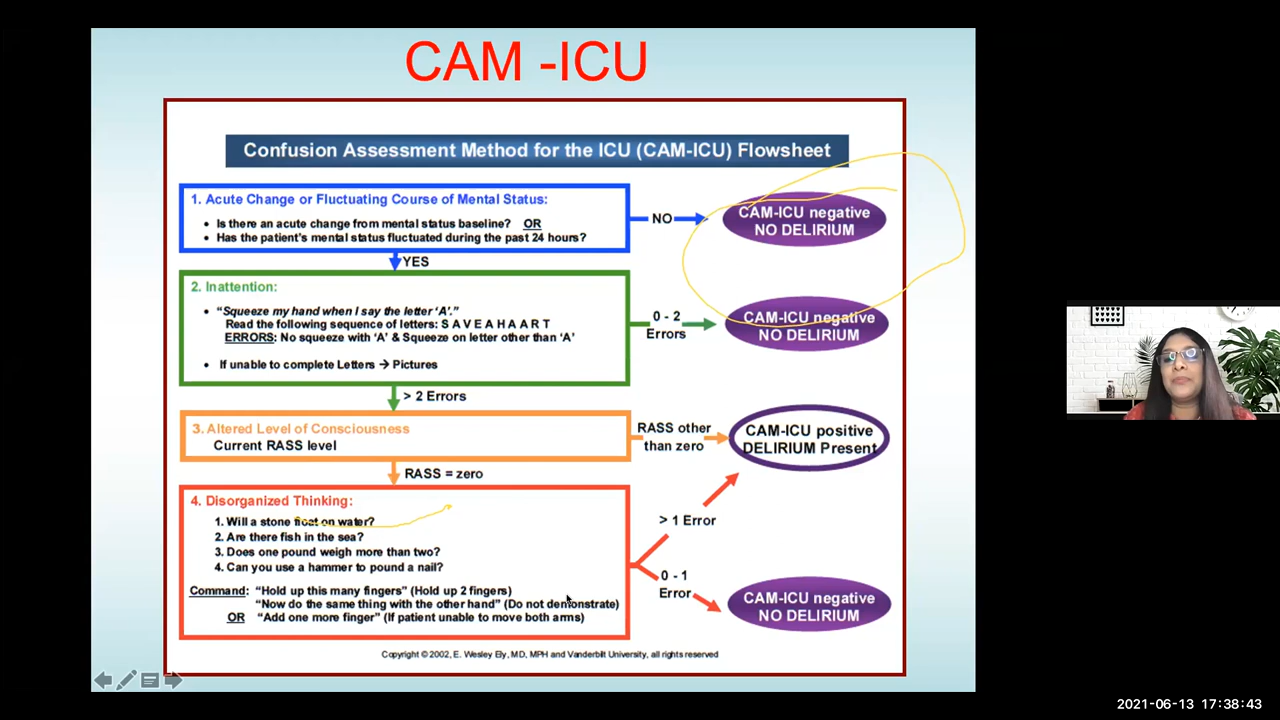 CAM -ICU
Confusion Assessment Method for the ICU (CAM-ICU) Flowsheet
1. Acute Change or Fluctuating Course of Mental Status:
• Is there an acute change from mental status baseline? OR
• Has the patient's mental status fluctuated during the past 24 hours?
NO
CAM-ICU negative
NO DELIRIUM
YES
2. Inattention:
• "Squeeze my hand when I say the letter 'A'."
Read the following sequence of letters: S A V E A H A A R T
ERRORS: No squeeze with 'A' & Squeeze on letter other than 'A'
• If unable to complete Letters → Pictures
0 - 2
Errors
CAM-ICU negative
NO DELIRIUM
> 2 Errors
3. Altered Level of Consciousness
Current RASS level
RASS other
than zero
CAM-ICU positive
DELIRIUM Present
RASS = zero
4. Disorganized Thinking:
1. Will a stone float on water?
2. Are there fish in the sea?
3. Does one pound weigh more than two?
4. Can you use a hammer to pound a nail?
Command: "Hold up this many fingers" (Hold up 2 fingers)
"Now do the same thing with the other hand" (Do not demonstrate)
OR "Add one more finger" (If patient unable to move both arms)
> 1 Error
0 - 1
Error
CAM-ICU negative
NO DELIRIUM
Copyright © 2002, E. Wesley Ely, MD, MPH and Vanderbilt University, all rights reserved
2021-06-13 17:38:43